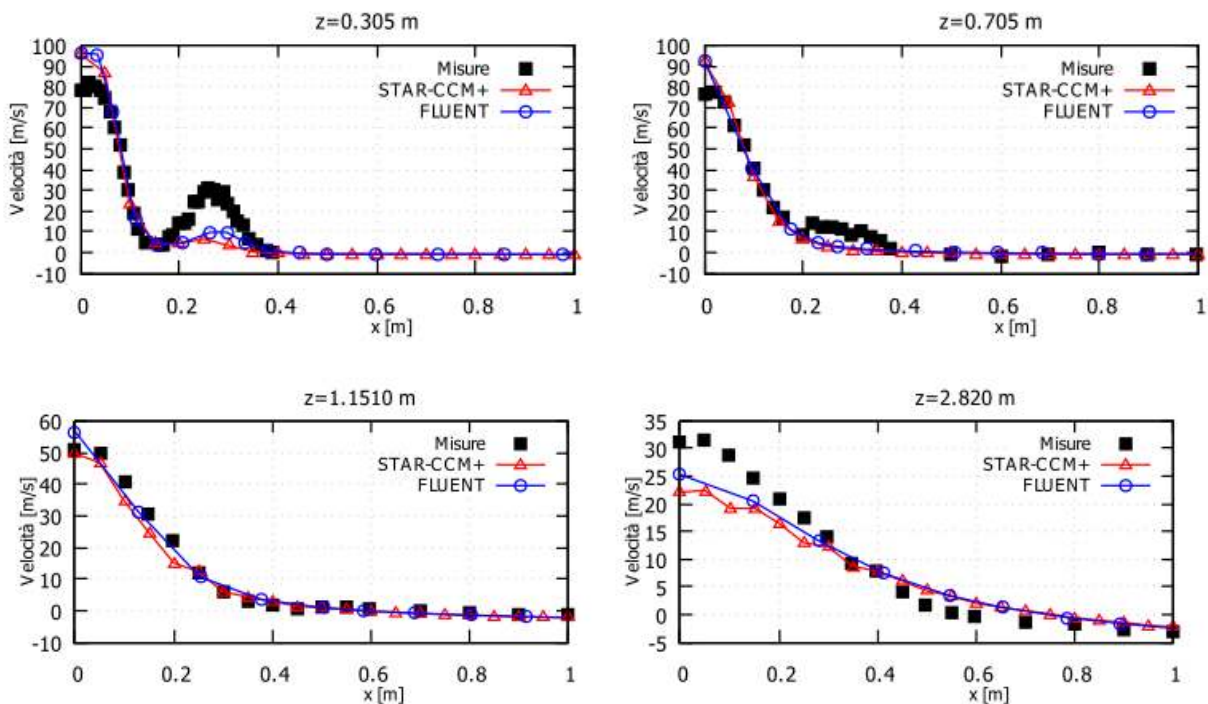 z=0.305 m
100
90
80
70
60
50
40
30
20
10
0
-10
Velocità [m/s]
Misure
STAR-CCM+
FLUENT
0 0.2 0.4 0.6 0.8 1
x [m]
z=0.705 m
100
90
80
70
60
50
40
30
20
10
0
-10
Velocità [m/s]
Misure
STAR-CCM+
FLUENT
0 0.2 0.4 0.6 0.8 1
x [m]
z=1.1510 m
60
50
40
30
20
10
0
-10
Velocità [m/s]
Misure
STAR-CCM+
FLUENT
0 0.2 0.4 0.6 0.8 1
x [m]
z=2.820 m
35
30
25
20
15
10
5
0
-5
Velocità [m/s]
Misure
STAR-CCM+
FLUENT
0 0.2 0.4 0.6 0.8 1
x [m]